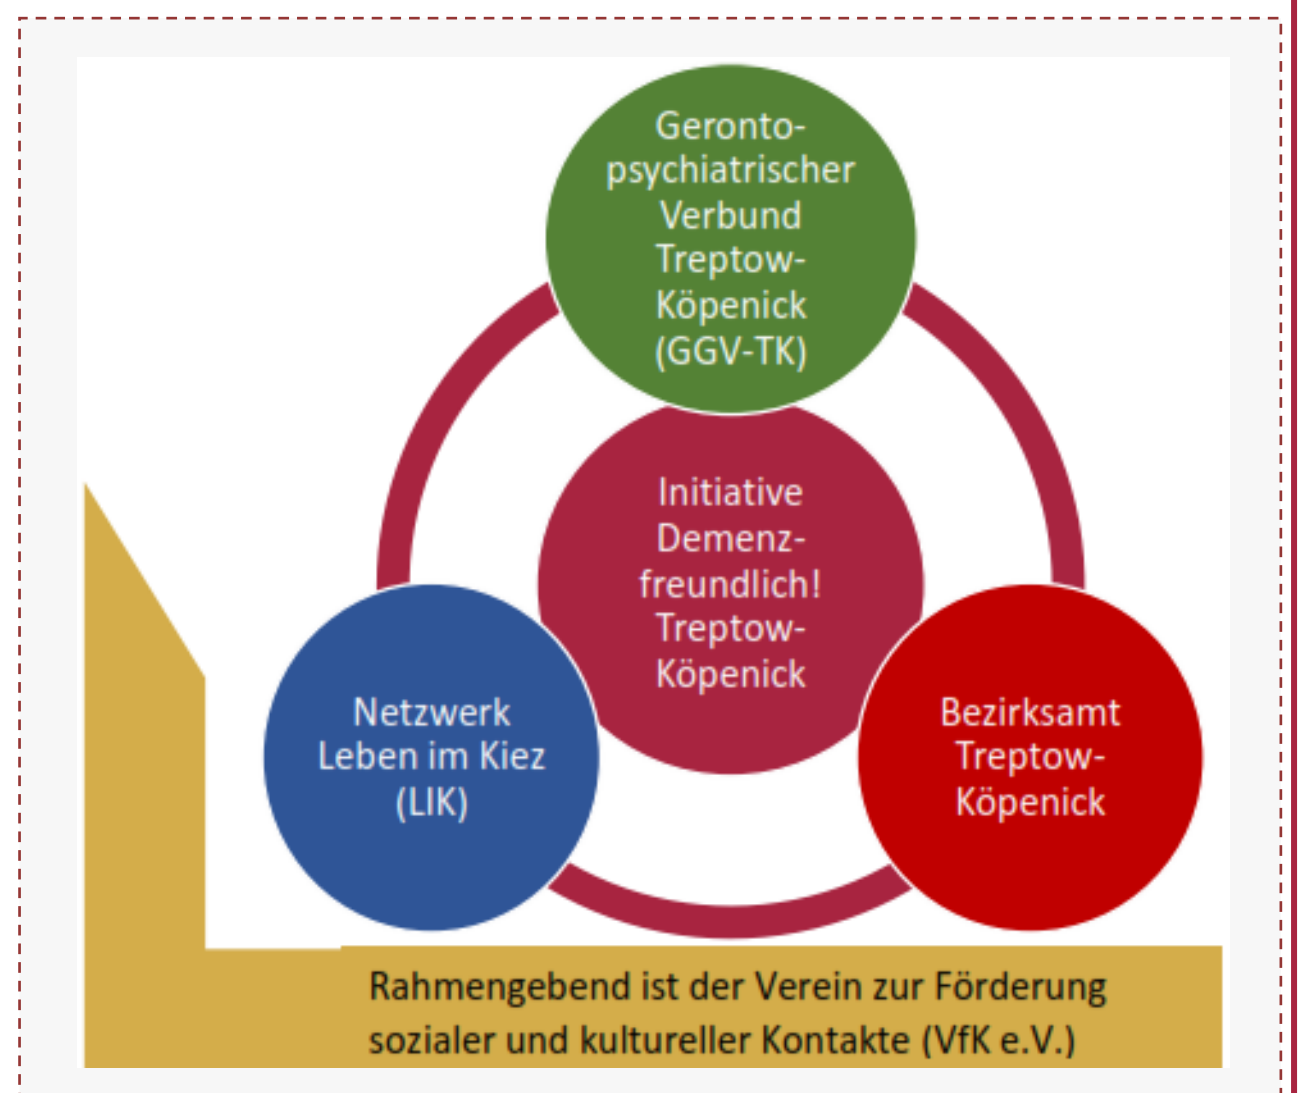 Geronto-
psychiatrischer
Verbund
Treptow-
Köpenick
(GGV-TK)
Initiative
Demenz-
freundlich!
Treptow-
Köpenick
Netzwerk
Leben im Kiez
(LIK)
Bezirksamt
Treptow-
Köpenick
Rahmengebend ist der Verein zur Förderung
sozialer und kultureller Kontakte (VfK e.V.)